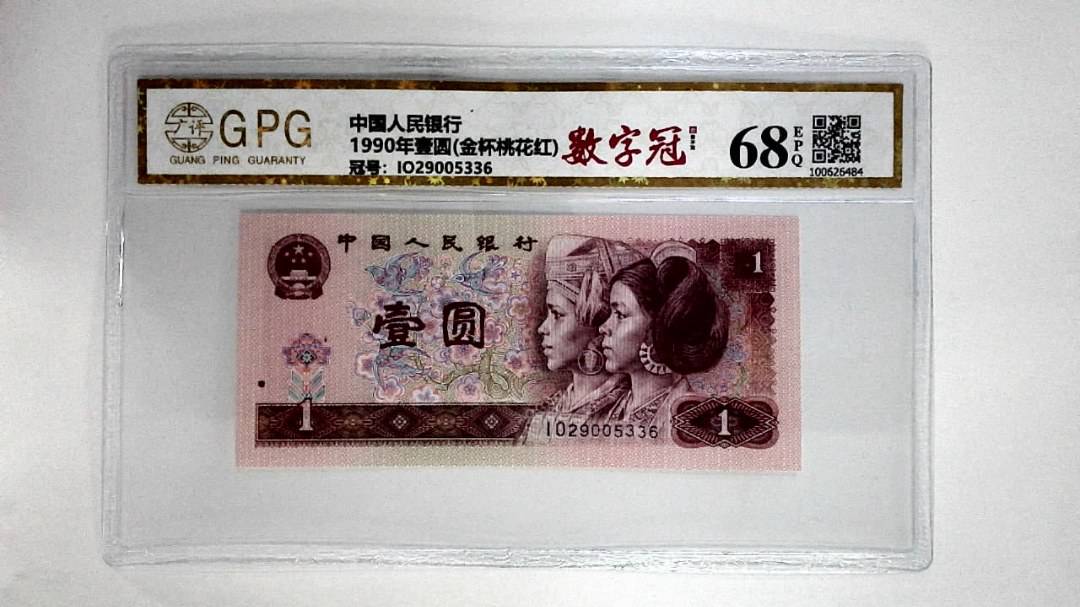 广评
GPG
GUANG PING GUARANTY
中国人民银行
1990年壹圆(金杯桃花红)
冠号: IO29005336
数字冠
68
EPQ
100626484
中国人民银行
1
壹圆
1
IO29005336
1